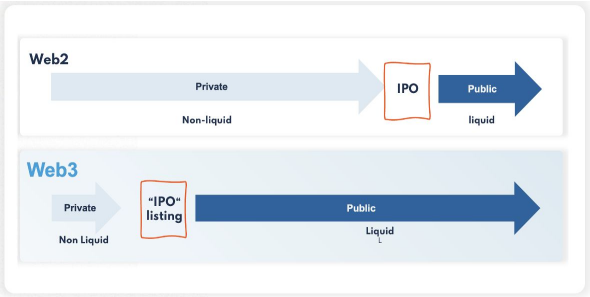 Web2
Private
IPO
Public
Non-liquid
liquid
Web3
Private
"IPO"
listing
Public
Non Liquid
Liquid